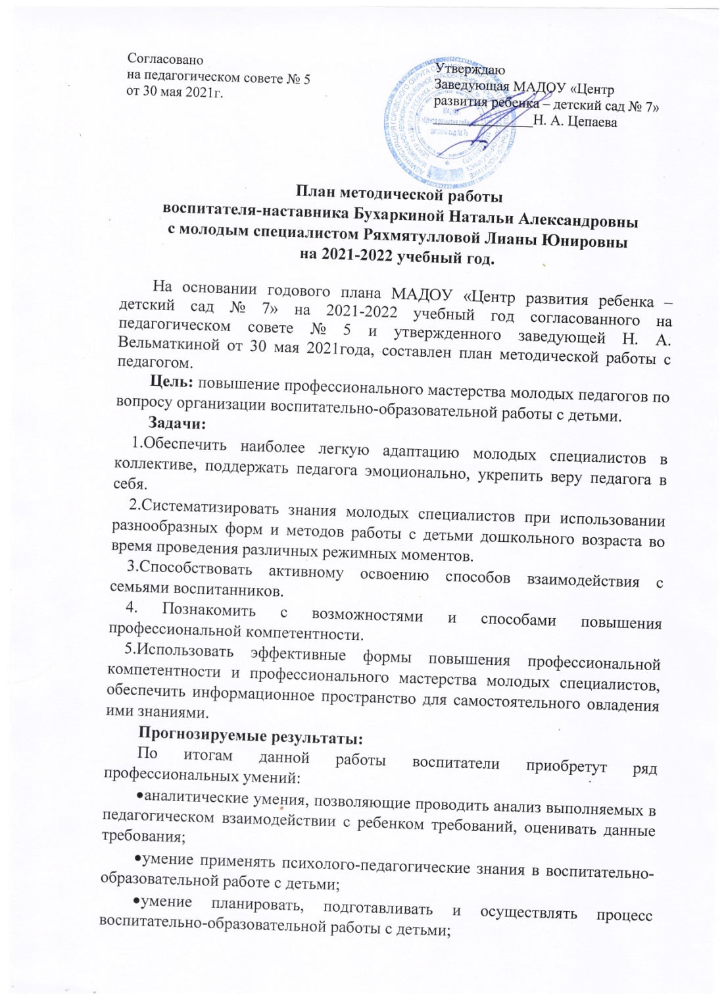 Согласовано
на педагогическом совете № 5
от 30 мая 2021г.
Утверждаю
Заведующая МАДОУ «Центр
развития ребенка – детский сад № 7»
______________Н. А. Цепаева
МАДОУ
«Центр развития ребенка
детский сад № 7»
План методической работы
воспитателя-наставника Бухаркиной Натальи Александровны
с молодым специалистом Ряхмятулловой Лианы Юнировны
на 2021-2022 учебный год.
На основании годового плана МАДОУ «Центр развития ребенка –
детский сад № 7» на 2021-2022 учебный год согласованного на
педагогическом совете № 5 и утвержденного заведующей Н. А.
Вельматкиной от 30 мая 2021года, составлен план методической работы с
педагогом.
Цель: повышение профессионального мастерства молодых педагогов по
вопросу организации воспитательно-образовательной работы с детьми.
Задачи:
1.Обеспечить наиболее легкую адаптацию молодых специалистов в
коллективе, поддержать педагога эмоционально, укрепить веру педагога в
себя.
2.Систематизировать знания молодых специалистов при использовании
разнообразных форм и методов работы с детьми дошкольного возраста во
время проведения различных режимных моментов.
3.Способствовать активному освоению способов взаимодействия с
семьями воспитанников.
4. Познакомить с возможностями и способами повышения
профессиональной компетентности.
5.Использовать эффективные формы повышения профессиональной
компетентности и профессионального мастерства молодых специалистов,
обеспечить информационное пространство для самостоятельного овладения
ими знаниями.
Прогнозируемые результаты:
По итогам данной работы воспитатели приобретут ряд
профессиональных умений:
•аналитические умения, позволяющие проводить анализ выполняемых в
педагогическом взаимодействии с ребенком требований, оценивать данные
требования;
•умение применять психолого-педагогические знания в воспитательно-
образовательной работе с детьми;
•умение планировать, подготавливать и осуществлять процесс
воспитательно-образовательной работы с детьми;